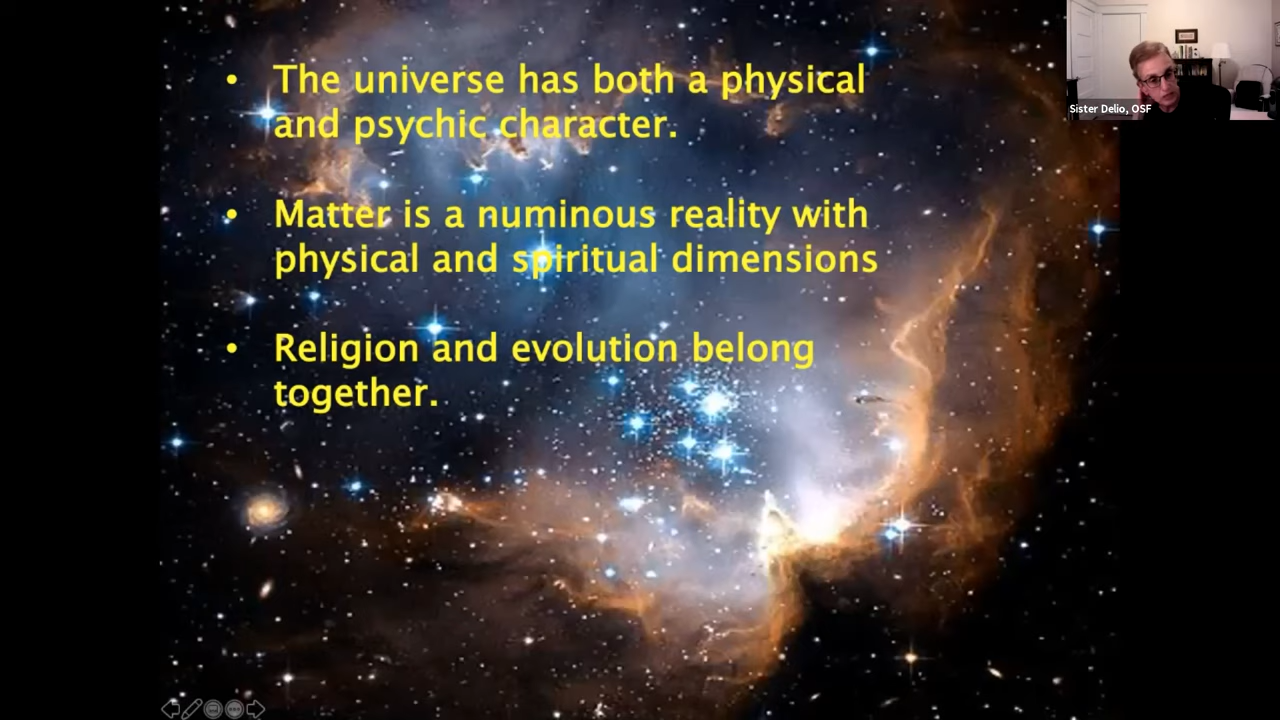 • The universe has both a physical
and psychic character.
• Matter is a numinous reality with
physical and spiritual dimensions
• Religion and evolution belong
together.
Sister Delio, OSF